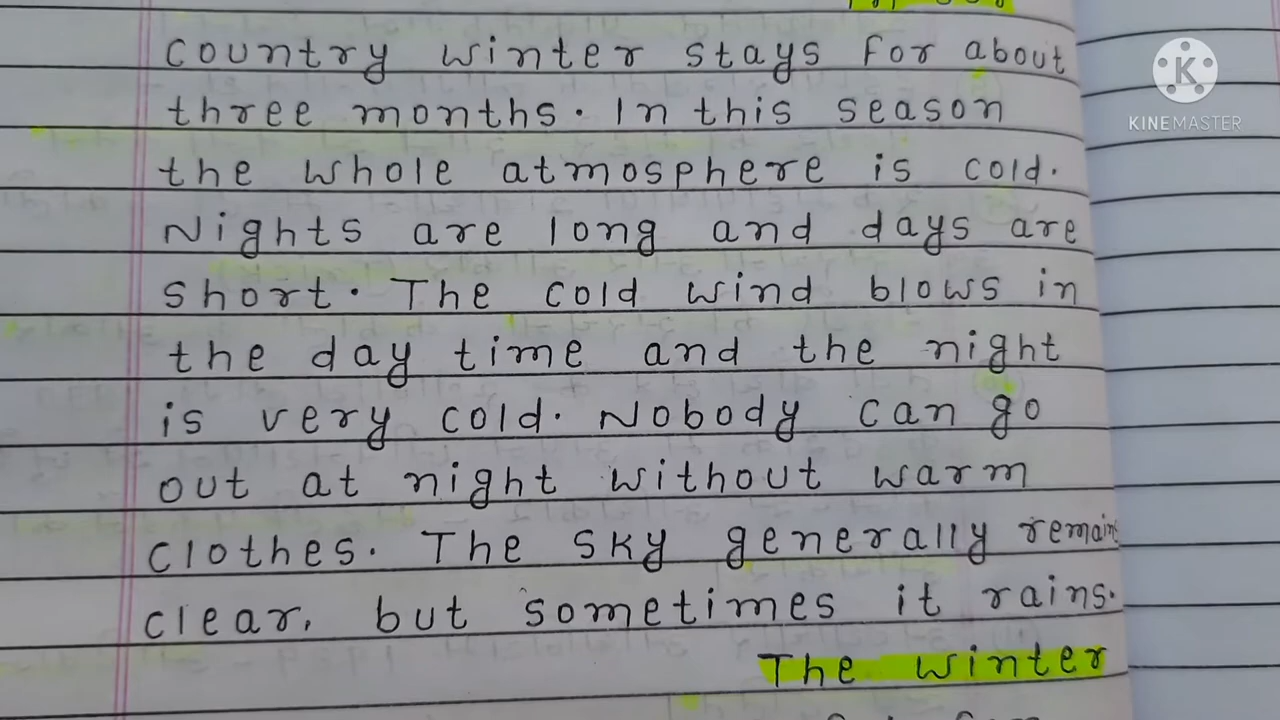 country winter stays for about
three months. In this season
the whole atmosphere is cold.
Nights are long and days are
short. The cold wind blows in
the day time and the night
is very cold. Nobody can go
out at night without warm
clothes. The sky generally remain
clear, but sometimes it rains.
The winter
KINEMASTER